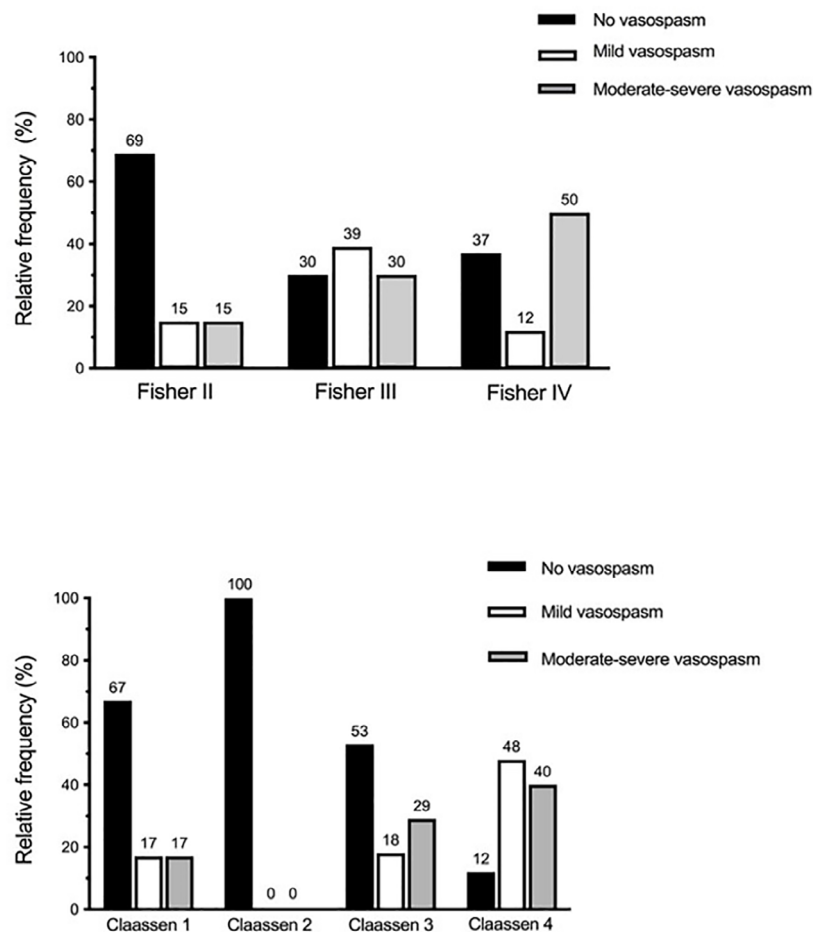 No vasospasm
Mild vasospasm
Moderate-severe vasospasm
Relative frequency (%)
100
80
60
40
20
0
69
15
15
30
39
30
37
12
50
Fisher II
Fisher III
Fisher IV
No vasospasm
Mild vasospasm
Moderate-severe vasospasm
Relative frequency (%)
100
80
60
40
20
0
67
17
17
100
0
0
53
18
29
12
48
40
Claassen 1
Claassen 2
Claassen 3
Claassen 4